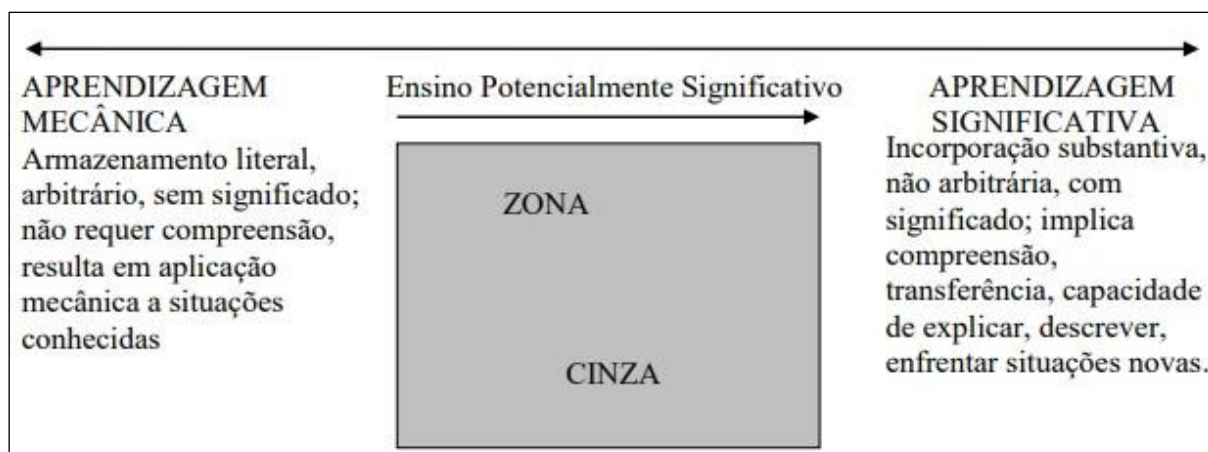 APRENDIZAGEM
MECÂNICA
Armazenamento literal,
arbitrário, sem significado;
não requer compreensão,
resulta em aplicação
mecânica a situações
conhecidas
Ensino Potencialmente Significativo
ZONA
CINZA
APRENDIZAGEM
SIGNIFICATIVA
Incorporação substantiva,
não arbitrária, com
significado; implica
compreensão,
transferência, capacidade
de explicar, descrever,
enfrentar situações novas.